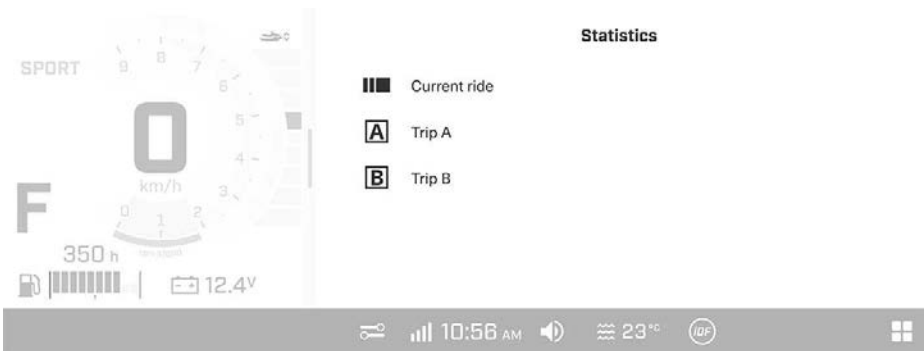 Statistics
SPORT
9 8 7
6
5
4
3
0
km/h
0 1 2
F
350 h
12.4V
Current ride
A Trip A
B Trip B
10:56 AM
23°C
iDF